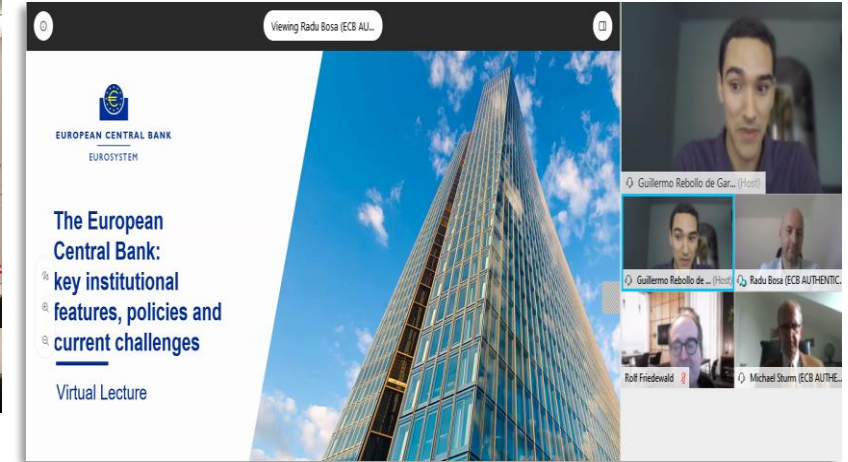 Viewing Radu Bosa (ECB AU...
EUROPEAN CENTRAL BANK
EUROSYSTEM
The European
Central Bank:
key institutional
features, policies and
current challenges
Virtual Lecture
Guillermo Rebollo de Gar... (Host)
Guillermo Rebollo de ... (Host)
Radu Bosa (ECB AUTHENTIC...
Rolf Friedewald
Michael Sturm (ECB AUTHE...